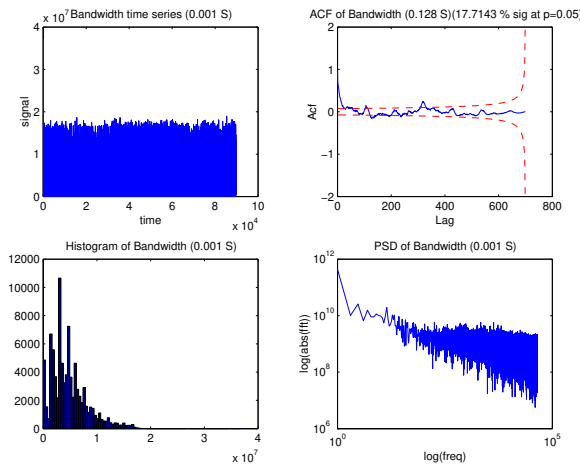 x 10^7
Bandwidth time series (0.001 S)
4
3
2
1
0
signal
0 2 4 6 8 10
time
x 10^4
ACF of Bandwidth (0.128 S)(17.7143 % sig at p=0.05)
2
1
0
−1
−2
Acf
0 200 400 600 800
Lag
Histogram of Bandwidth (0.001 S)
12000
10000
8000
6000
4000
2000
0
0 1 2 3 4
x 10^7
PSD of Bandwidth (0.001 S)
10^12
10^10
10^8
10^6
log(abs(fft))
10^0 10^5
log(freq)